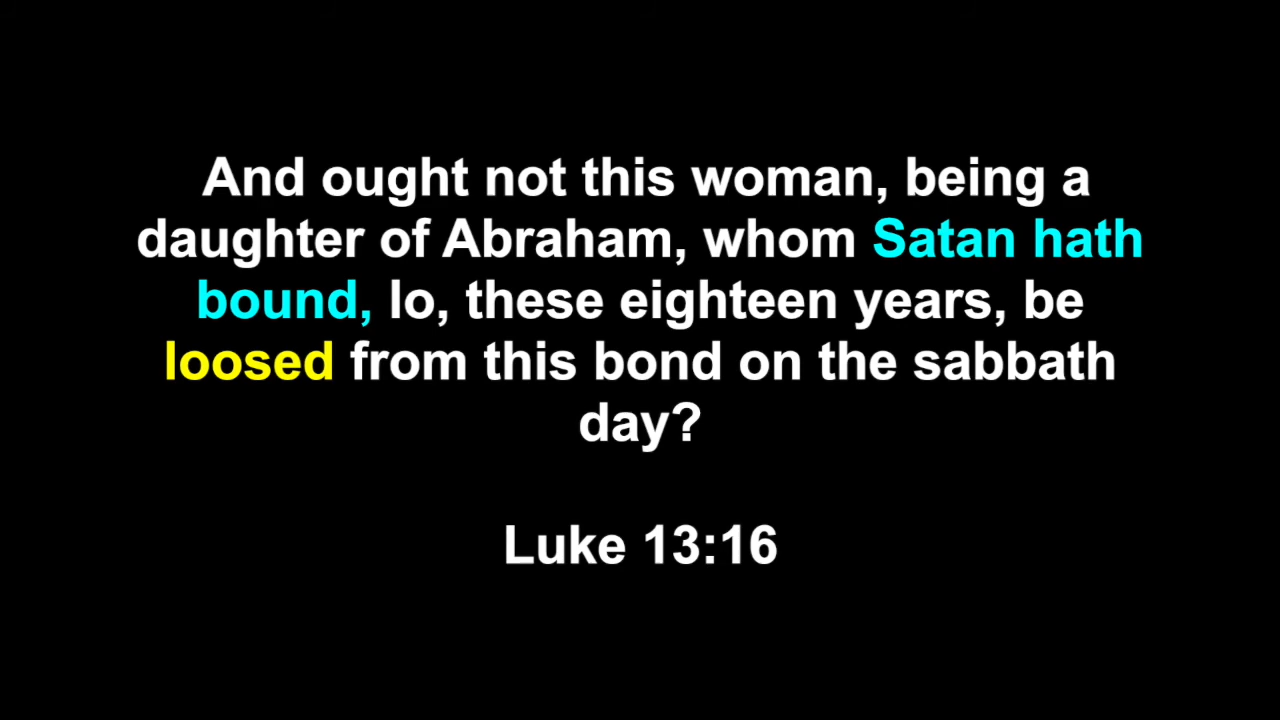 And ought not this woman, being a
daughter of Abraham, whom Satan hath
bound, lo, these eighteen years, be
loosed from this bond on the sabbath
day?
Luke 13:16